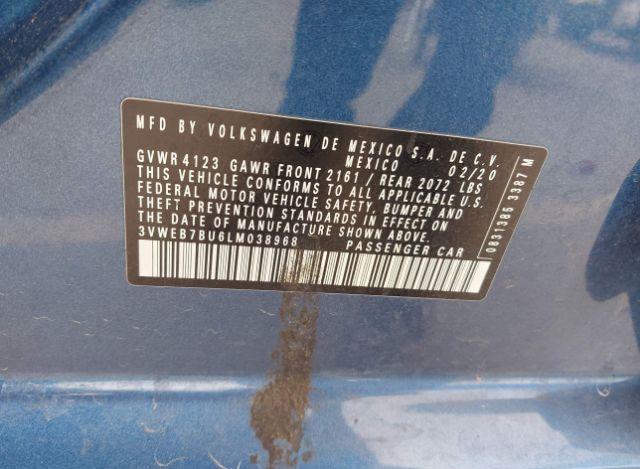 MFD BY VOLKSWAGEN DE MEXICO S.A. DE C.V.
MEXICO 02/20
GVWR 4123 GAWR FRONT 2161 / REAR 2072 LBS
THIS VEHICLE CONFORMS TO ALL APPLICABLE U.S.
FEDERAL MOTOR VEHICLE SAFETY, BUMPER AND
THEFT PREVENTION STANDARDS IN EFFECT ON
THE DATE OF MANUFACTURE SHOWN ABOVE.
3VWEB7BU6LM038968 PASSENGER CAR
0831385 3387 M